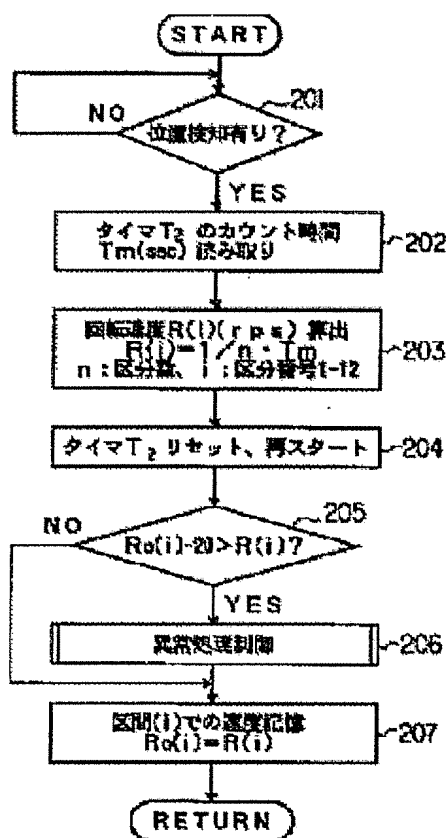 START
201
NO
位置検知有り？
YES
タイマT₂ のカウント時間
Tm(sec) 読み取り
202
回転速度R(i)(rps) 算出
R(i)=1／n・Tm
n：区分数、i：区分番号1-12
203
タイマT₂ リセット、再スタート
204
205
NO
Ro(i)-20>R(i)?
YES
異常処理制御
206
区間(i)での速度記憶
Ro(i)=R(i)
207
RETURN